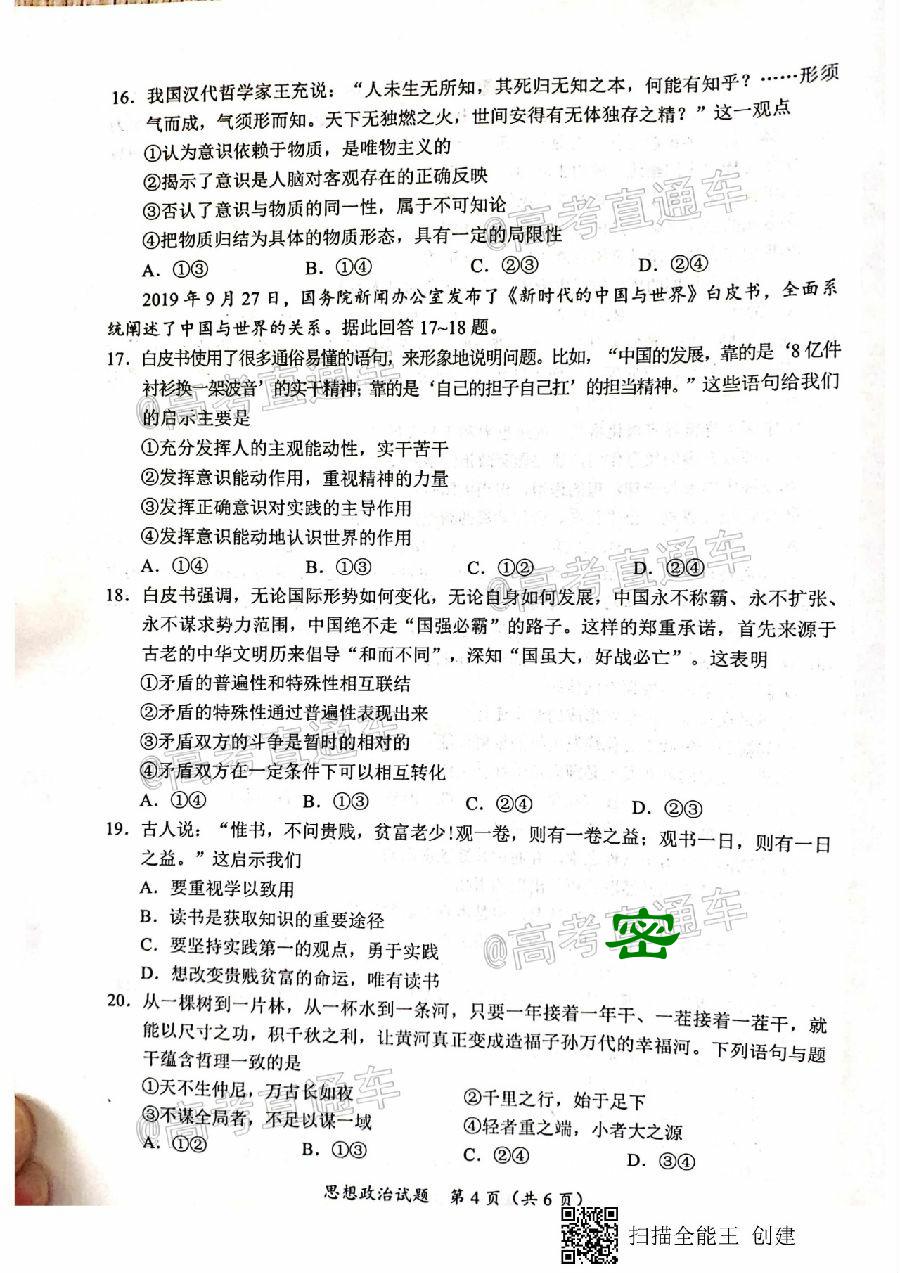 16. 我国汉代哲学家王充说：“人未生无所知，其死归无知之本，何能有知乎？……形须
气而成，气须形而知。天下无独燃之火，世间安得有无体独存之精？”这一观点
①认为意识依赖于物质，是唯物主义的
②揭示了意识是人脑对客观存在的正确反映
③否认了意识与物质的同一性，属于不可知论
④把物质归结为具体的物质形态，具有一定的局限性
A. ①③ B. ①④ C. ②③ D. ②④
2019年9月27日，国务院新闻办公室发布了《新时代的中国与世界》白皮书，全面系
统阐述了中国与世界的关系。据此回答17~18题。
17. 白皮书使用了很多通俗易懂的语句，来形象地说明问题。比如，“中国的发展，靠的是‘8亿件
衬衫换一架波音’的实干精神；靠的是‘自己的担子自己扛’的担当精神。”这些语句给我们
的启示主要是
①充分发挥人的主观能动性，实干苦干
②发挥意识能动作用，重视精神的力量
③发挥正确意识对实践的主导作用
④发挥意识能动地认识世界的作用
A. ①④ B. ①③ C. ①② D. ②④
18. 白皮书强调，无论国际形势如何变化，无论自身如何发展，中国永不称霸、永不扩张、
永不谋求势力范围，中国绝不走“国强必霸”的路子。这样的郑重承诺，首先来源于
古老的中华文明历来倡导“和而不同”，深知“国虽大，好战必亡”。这表明
①矛盾的普遍性和特殊性相互联结
②矛盾的特殊性通过普遍性表现出来
③矛盾双方的斗争是暂时的相对的
④矛盾双方在一定条件下可以相互转化
A. ①④ B. ①③ C. ②④ D. ②③
19. 古人说：“惟书，不问贵贱，贫富老少！观一卷，则有一卷之益；观书一日，则有一日
之益。”这启示我们
A. 要重视学以致用
B. 读书是获取知识的重要途径
C. 要坚持实践第一的观点，勇于实践
D. 想改变贵贱贫富的命运，唯有读书
密
20. 从一棵树到一片林，从一杯水到一条河，只要一年接着一年干、一茬接着一茬干，就
能以尺寸之功，积千秋之利，让黄河真正变成造福子孙万代的幸福河。下列语句与题
干蕴含哲理一致的是
①天不生仲尼，万古长如夜 ②千里之行，始于足下
③不谋全局者，不足以谋一域 ④轻者重之端，小者大之源
A. ①② B. ①③ C. ②④ D. ③④
思想政治试题 第4页（共6页）
扫描全能王 创建
@高考直通车
@高考直通车
@高考直通车
@高考直通车
@高考直通车
@高考直通车